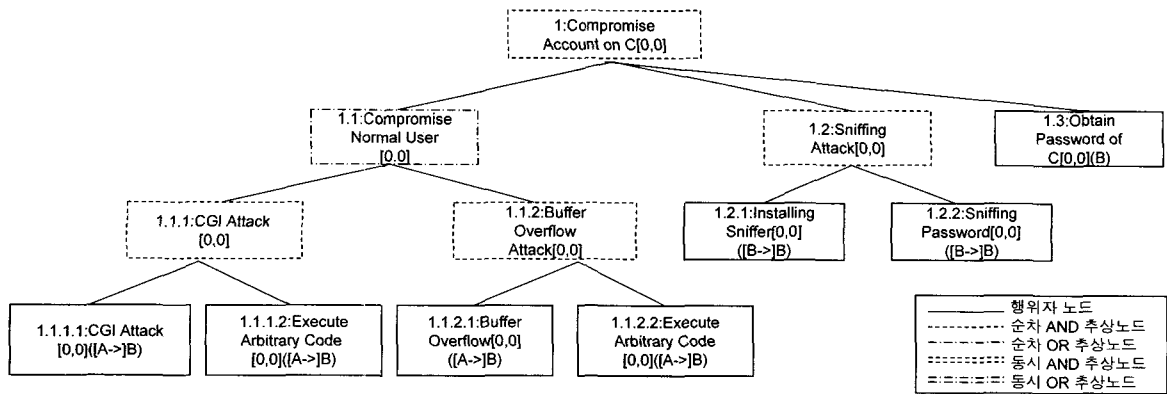 1:Compromise
Account on C[0,0]
1.1:Compromise
Normal User
[0,0]
1.2:Sniffing
Attack[0,0]
1.3:Obtain
Password of
C[0,0](B)
1.1.1:CGI Attack
[0,0]
1.1.2:Buffer
Overflow
Attack[0,0]
1.2.1:Installing
Sniffer[0,0]
([B->]B)
1.2.2:Sniffing
Password[0,0]
([B->]B)
1.1.1.1:CGI Attack
[0,0]([A->]B)
1.1.1.2:Execute
Arbitrary Code
[0,0]([A->]B)
1.1.2.1:Buffer
Overflow[0,0]
([A->]B)
1.1.2.2:Execute
Arbitrary Code
[0,0]([A->]B)
행위자 노드
순차 AND 추상노드
순차 OR 추상노드
동시 AND 추상노드
동시 OR 추상노드